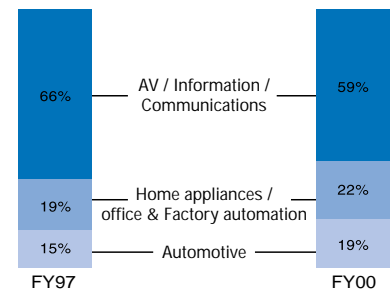 66%
AV / Information /
Communications
59%
19%
Home appliances /
office & Factory automation
22%
15%
Automotive
19%
FY97
FY00